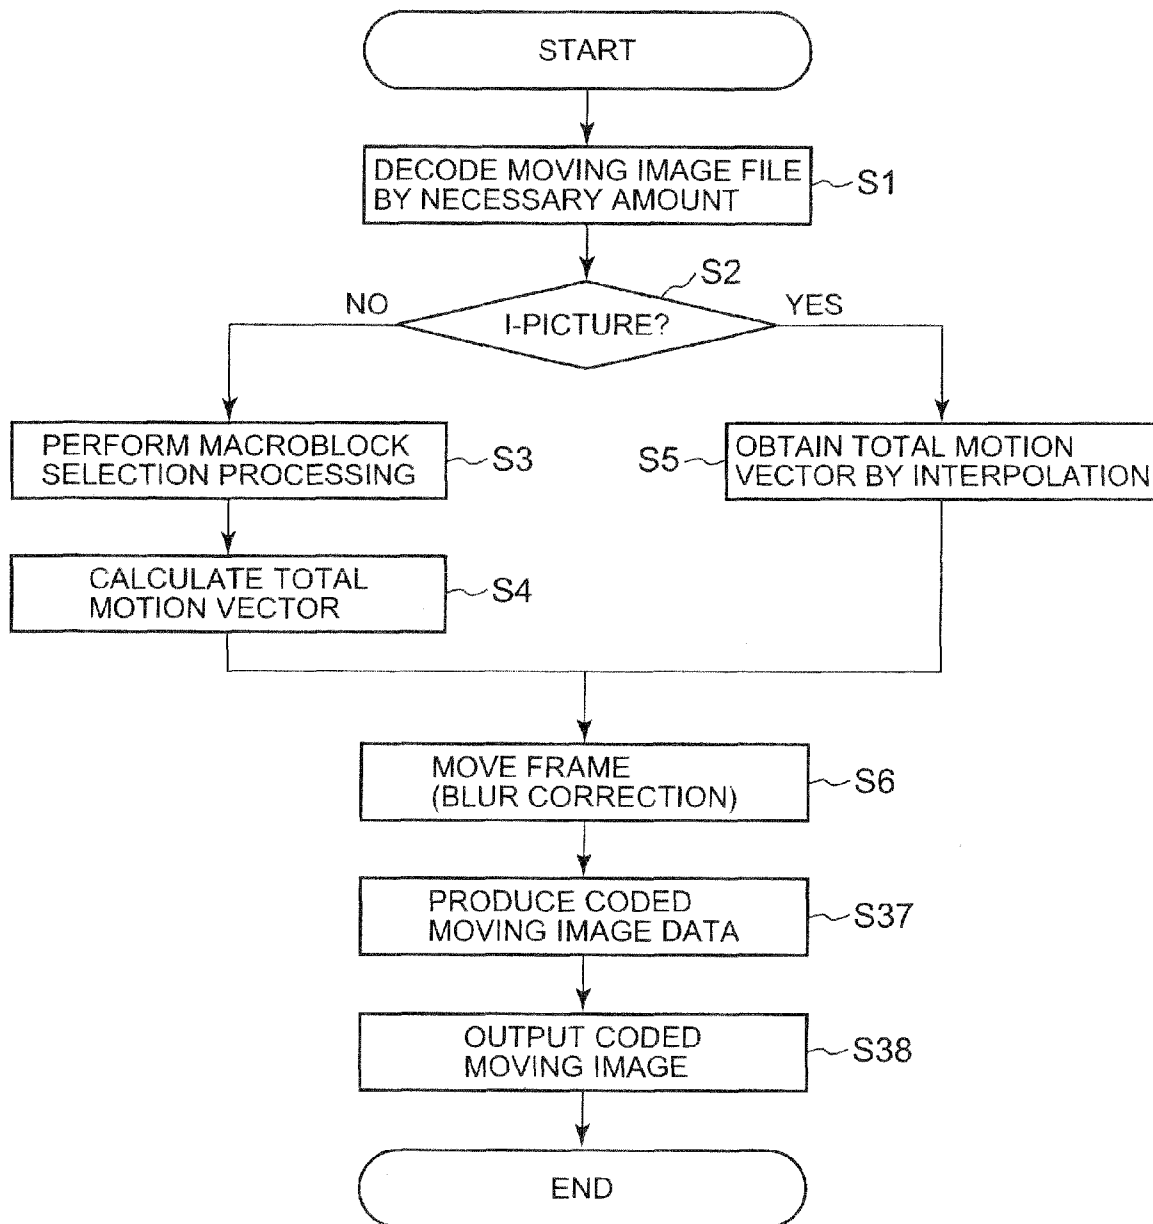 START
DECODE MOVING IMAGE FILE
BY NECESSARY AMOUNT
S1
S2
NO
I-PICTURE?
YES
PERFORM MACROBLOCK
SELECTION PROCESSING
S3
S5
OBTAIN TOTAL MOTION
VECTOR BY INTERPOLATION
CALCULATE TOTAL
MOTION VECTOR
S4
MOVE FRAME
(BLUR CORRECTION)
S6
PRODUCE CODED
MOVING IMAGE DATA
S37
OUTPUT CODED
MOVING IMAGE
S38
END